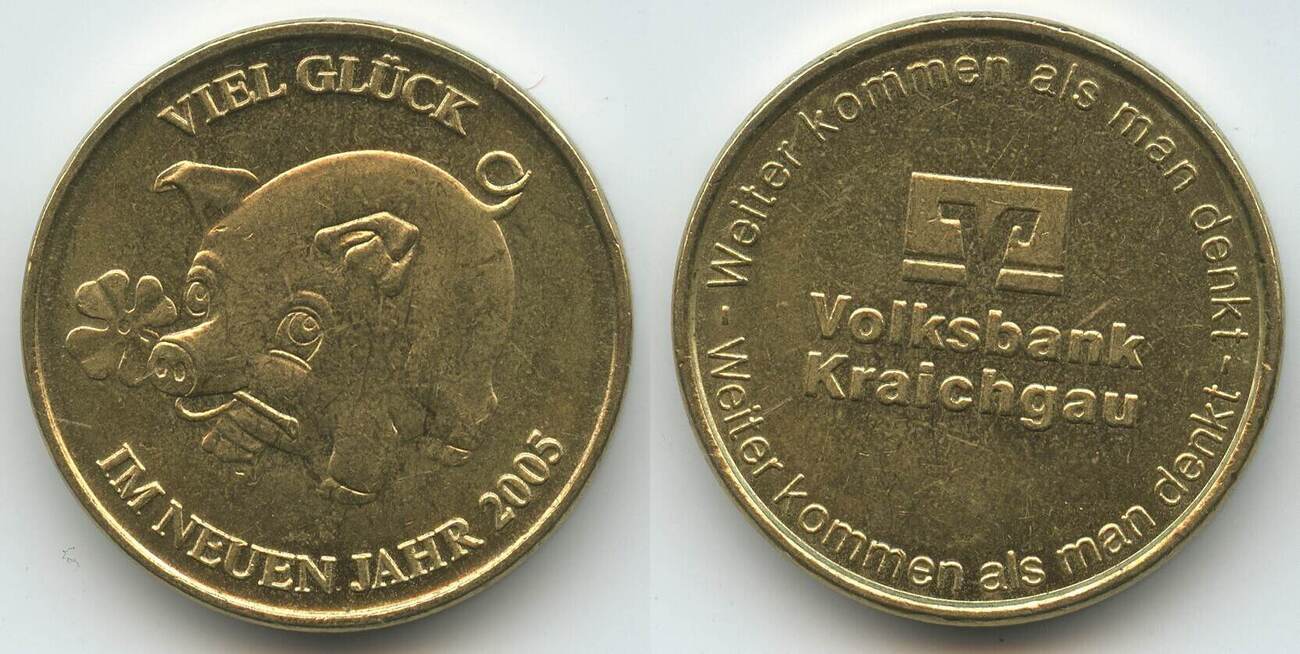 VIEL GLÜCK
IM NEUEN JAHR 2005
- Weiter kommen als man denkt
- Weiter kommen als man denkt
Volksbank
Kraichgau